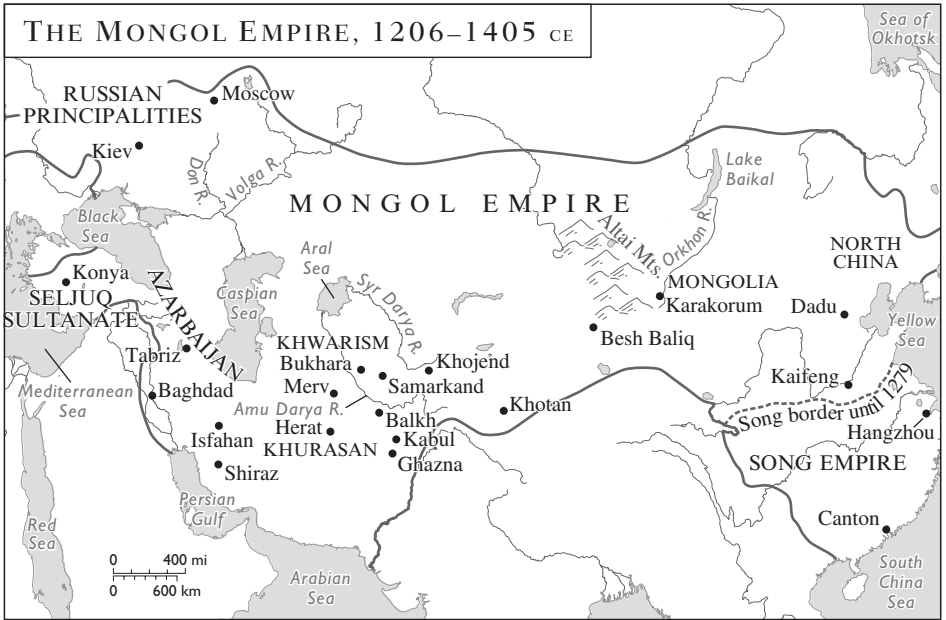 THE MONGOL EMPIRE, 1206–1405 CE
Sea of
Okhotsk
RUSSIAN
PRINCIPALITIES
Moscow
Kiev
Don R.
Volga R.
Lake
Baikal
MONGOL EMPIRE
Black
Sea
Altai Mts.
Orkhon R.
Aral
Sea
Syr Darya R.
NORTH
CHINA
Konya
AZARBAIJAN
Caspian
Sea
MONGOLIA
Karakorum
SELJUQ
SULTANATE
Dadu
Yellow
Sea
Besh Baliq
KHWARISM
Tabriz
Bukhara
Khojend
Samarkand
Merv
Kaifeng
Mediterranean
Sea
Baghdad
Amu Darya R.
Khotan
Song border until 1279
Balkh
Herat
Hangzhou
Isfahan
Kabul
KHURASAN
Ghazna
SONG EMPIRE
Shiraz
Persian
Gulf
Canton
Red
Sea
0 400 mi
0 600 km
Arabian
Sea
South
China
Sea